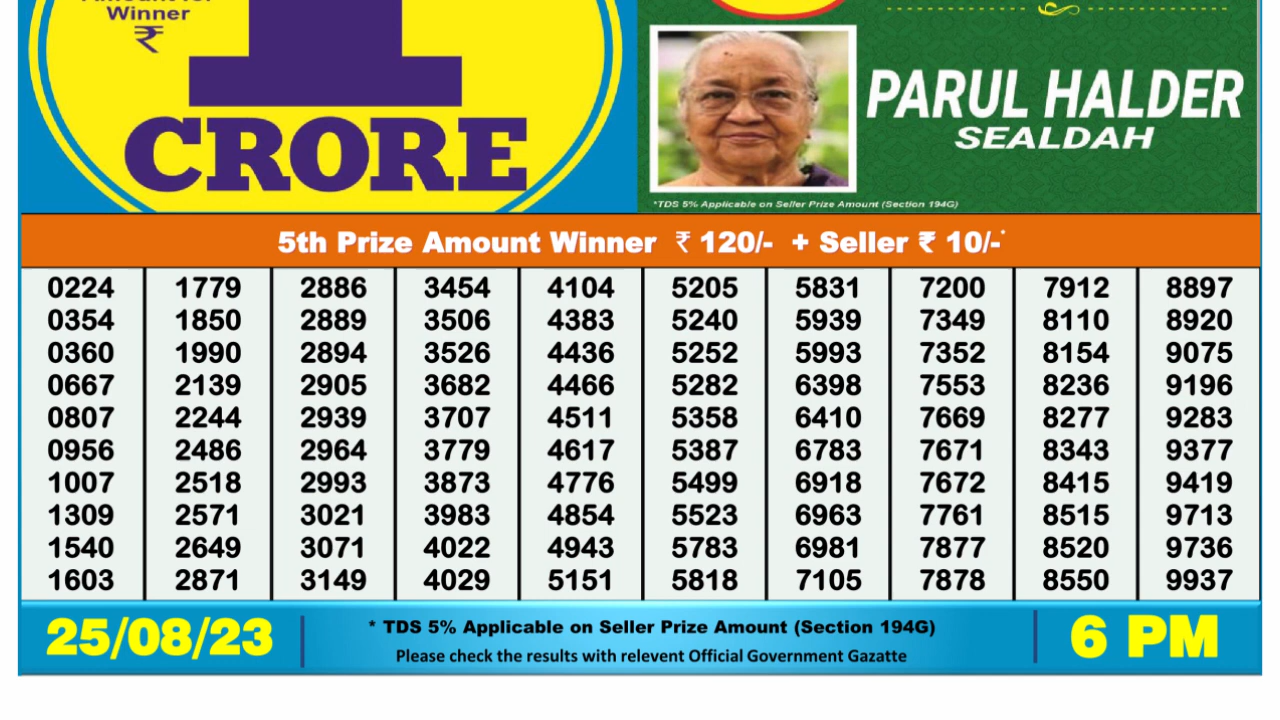 Amount for
Winner
₹
1
CRORE
PARUL HALDER
SEALDAH
*TDS 5% Applicable on Seller Prize Amount (Section 194G)
5th Prize Amount Winner ₹ 120/- + Seller ₹ 10/-*
0224 1779 2886 3454 4104 5205 5831 7200 7912 8897
0354 1850 2889 3506 4383 5240 5939 7349 8110 8920
0360 1990 2894 3526 4436 5252 5993 7352 8154 9075
0667 2139 2905 3682 4466 5282 6398 7553 8236 9196
0807 2244 2939 3707 4511 5358 6410 7669 8277 9283
0956 2486 2964 3779 4617 5387 6783 7671 8343 9377
1007 2518 2993 3873 4776 5499 6918 7672 8415 9419
1309 2571 3021 3983 4854 5523 6963 7761 8515 9713
1540 2649 3071 4022 4943 5783 6981 7877 8520 9736
1603 2871 3149 4029 5151 5818 7105 7878 8550 9937
25/08/23
* TDS 5% Applicable on Seller Prize Amount (Section 194G)
Please check the results with relevent Official Government Gazatte
6 PM